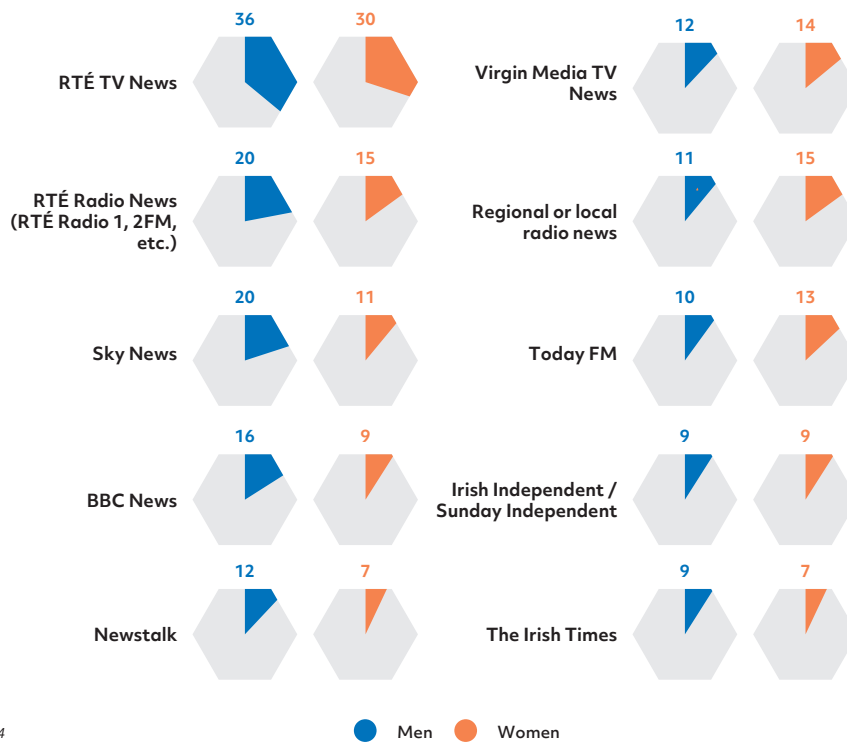 36 30
RTÉ TV News
20 15
RTÉ Radio News
(RTÉ Radio 1, 2FM,
etc.)
20 11
Sky News
16 9
BBC News
12 7
Newstalk
12 14
Virgin Media TV
News
11 15
Regional or local
radio news
10 13
Today FM
9 9
Irish Independent /
Sunday Independent
9 7
The Irish Times
4
Men Women